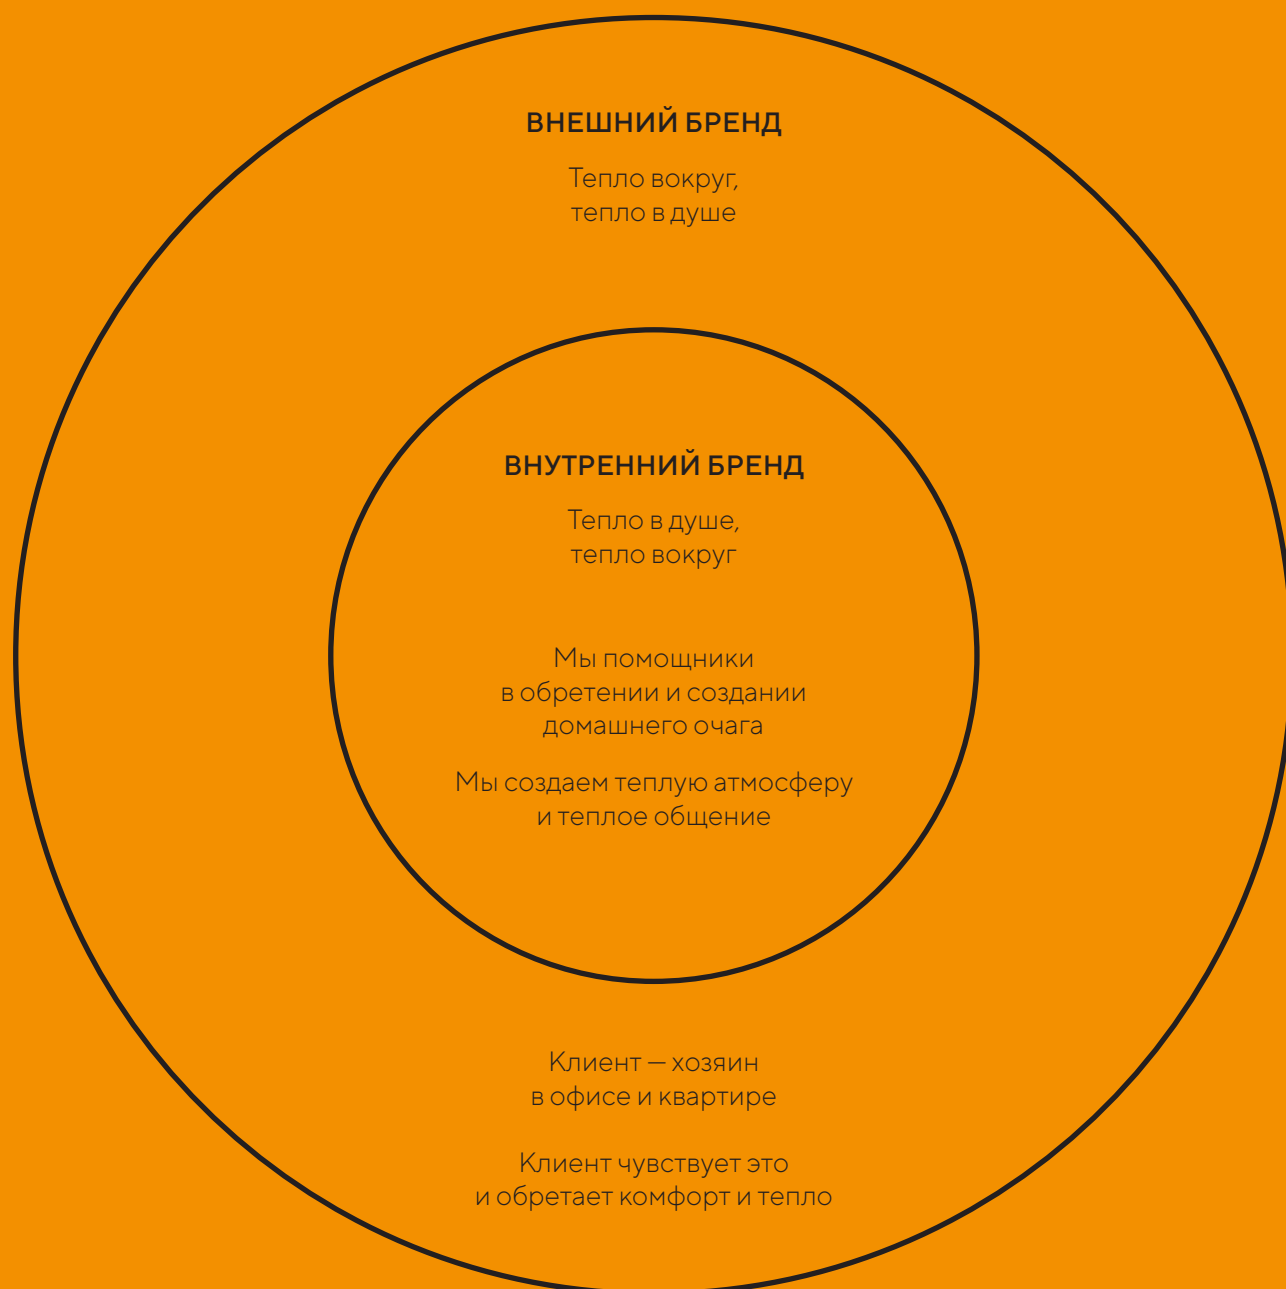 ВНЕШНИЙ БРЕНД
Тепло вокруг,
тепло в душе
ВНУТРЕННИЙ БРЕНД
Тепло в душе,
тепло вокруг
Мы помощники
в обретении и создании
домашнего очага
Мы создаем теплую атмосферу
и теплое общение
Клиент — хозяин
в офисе и квартире
Клиент чувствует это
и обретает комфорт и тепло